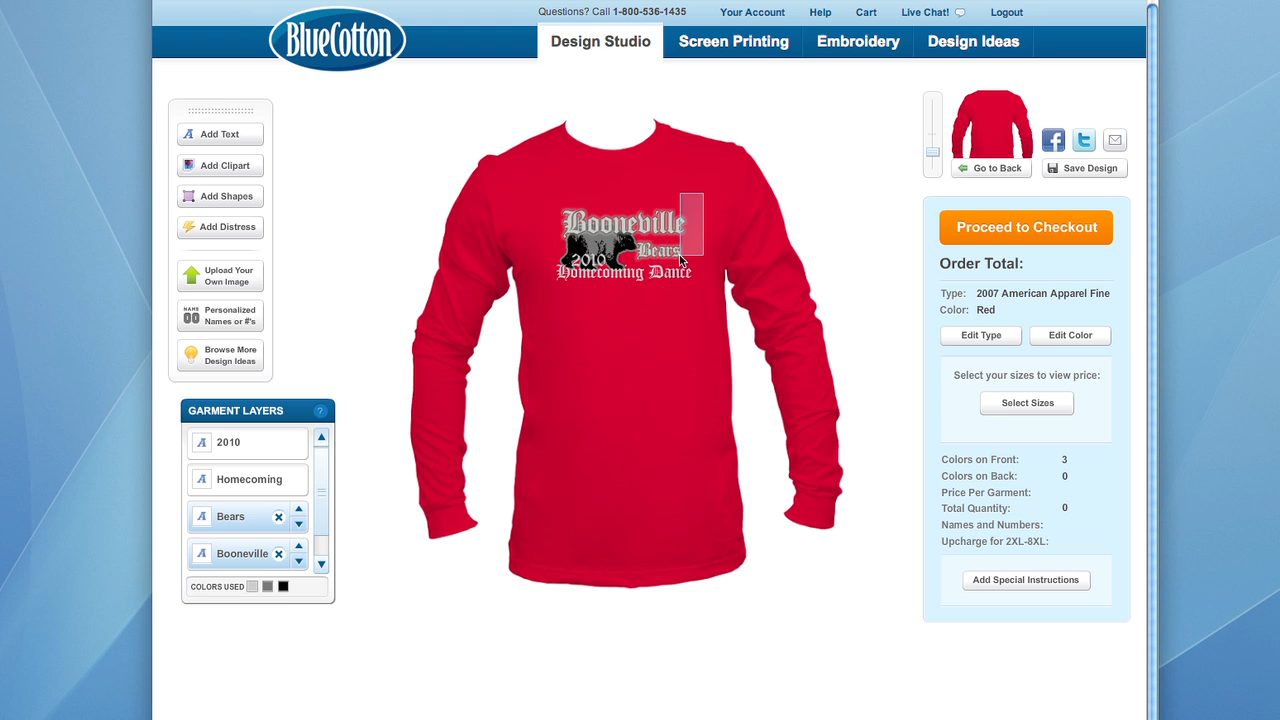 Questions? Call 1-800-536-1435
Your Account
Help
Cart
Live Chat!
Logout
BlueCotton
Design Studio
Screen Printing
Embroidery
Design Ideas
Add Text
Add Clipart
Add Shapes
Add Distress
Upload Your
Own Image
NAME
00
Personalized
Names or #'s
Browse More
Design Ideas
GARMENT LAYERS
?
2010
Homecoming
Bears
Booneville
COLORS USED
Booneville
Bears
2010
Homecoming Dance
Go to Back
Save Design
Proceed to Checkout
Order Total:
Type: 2007 American Apparel Fine
Color: Red
Edit Type
Edit Color
Select your sizes to view price:
Select Sizes
Colors on Front: 3
Colors on Back: 0
Price Per Garment:
Total Quantity: 0
Names and Numbers:
Upcharge for 2XL-8XL:
Add Special Instructions